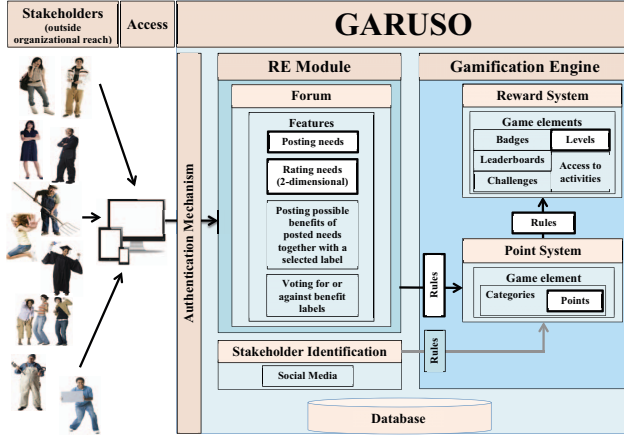 Stakeholders
(outside
organizational reach)
Access
GARUSO
Authentication Mechanism
RE Module
Forum
Features
Posting needs
Rating needs
(2-dimensional)
Posting possible
benefits of
posted needs
together with a
selected label
Voting for or
against benefit
labels
Stakeholder Identification
Social Media
Rules
Rules
Gamification Engine
Reward System
Game elements
Badges
Levels
Leaderboards
Access to
activities
Challenges
Rules
Point System
Game element
Categories
Points
Database